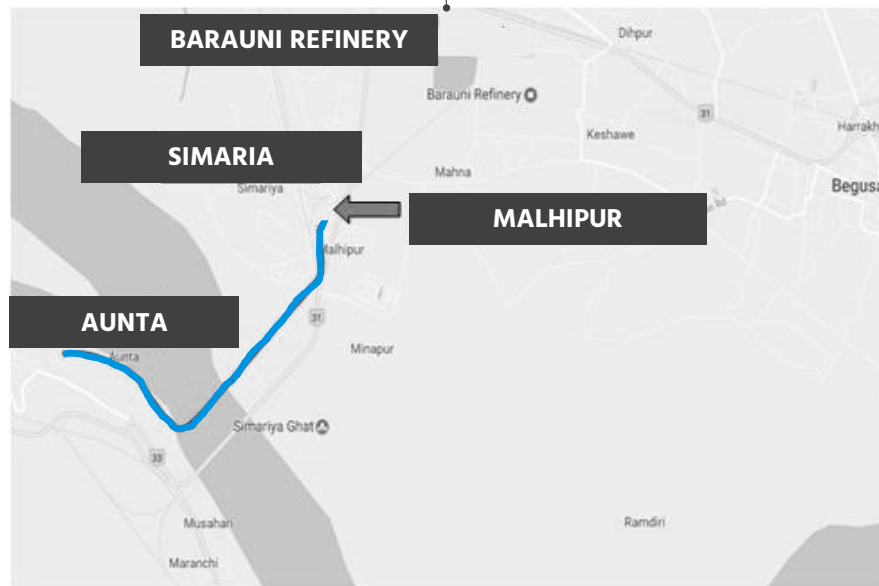 BARAUNI REFINERY
Dihpur
Barauni Refinery
31
Harrakh
Keshawe
SIMARIA
Mahna
Simariya
Begusa
MALHIPUR
Malhipur
AUNTA
31
Aunta
Minapur
Simariya Ghat
33
Musahari
Ramdiri
Maranchi